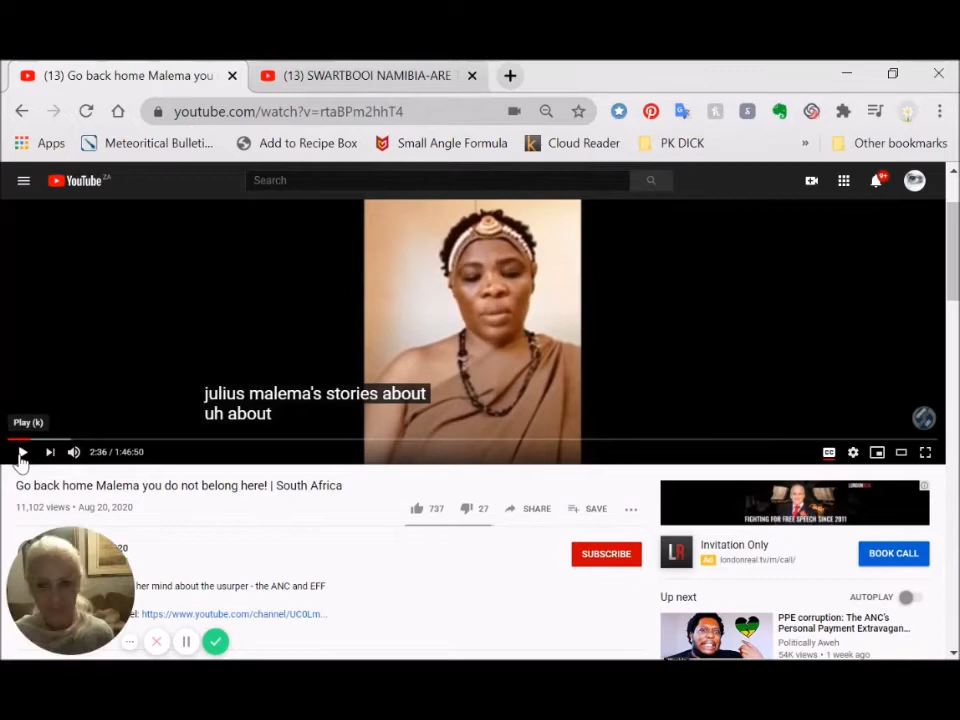 (13) Go back home Malema you
(13) SWARTBOOI NAMIBIA-ARE
youtube.com/watch?v=rtaBPm2hhT4
Apps
Meteoritical Bulleti...
Add to Recipe Box
Small Angle Formula
Cloud Reader
PK DICK
»
Other bookmarks
YouTube ZA
Search
9+
julius malema's stories about
uh about
Play (k)
2:36 / 1:46:50
CC
Go back home Malema you do not belong here! | South Africa
11,102 views • Aug 20, 2020
737
27
SHARE
SAVE
FIGHTING FOR FREE SPEECH SINCE 2011
LR
Invitation Only
Ad londonreal.tv/m/call/
BOOK CALL
20
SUBSCRIBE
her mind about the usurper - the ANC and EFF
el: https://www.youtube.com/channel/UC0Lm...
Up next
AUTOPLAY
PPE corruption: The ANC's
Personal Payment Extravagan...
Politically Aweh
54K views • 1 week ago